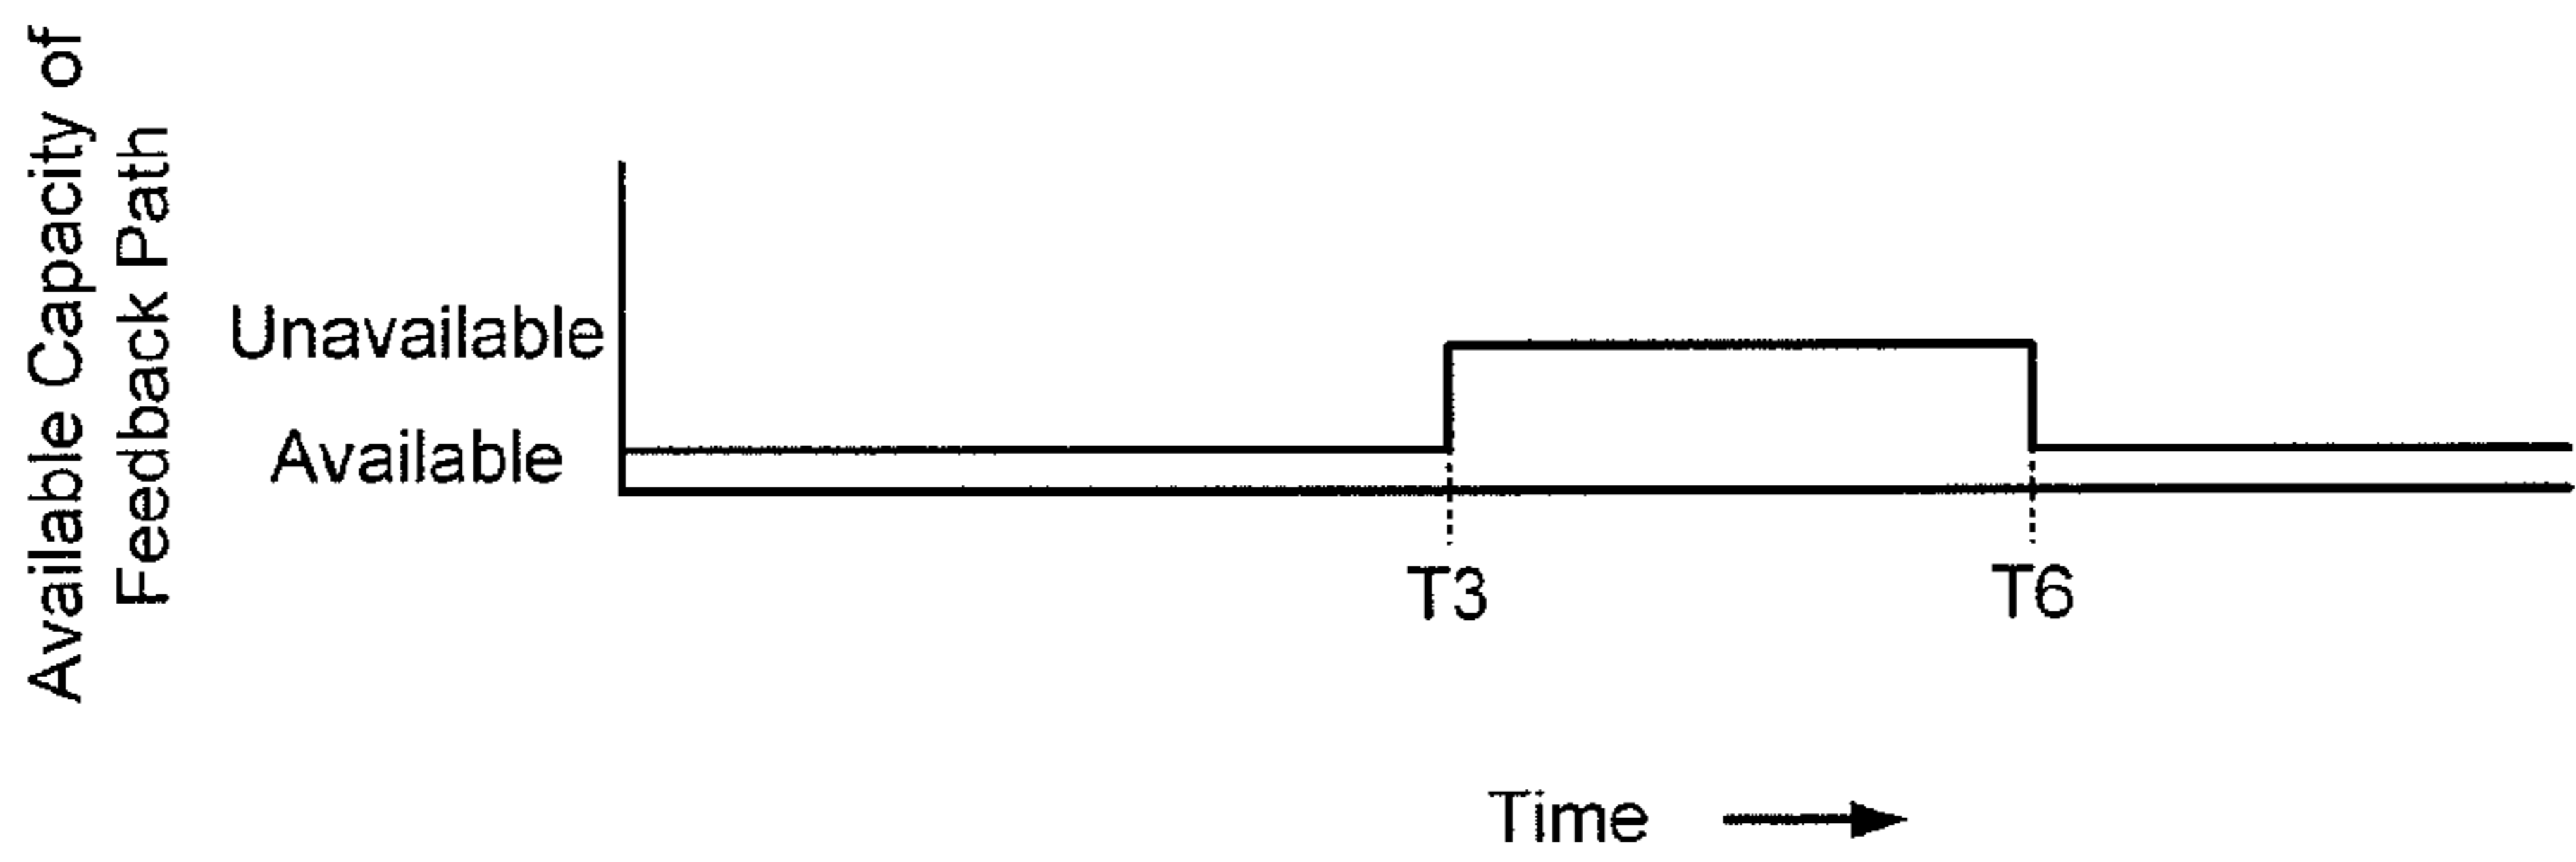 Available Capacity of
Feedback Path
Unavailable
Available
T3
T6
Time